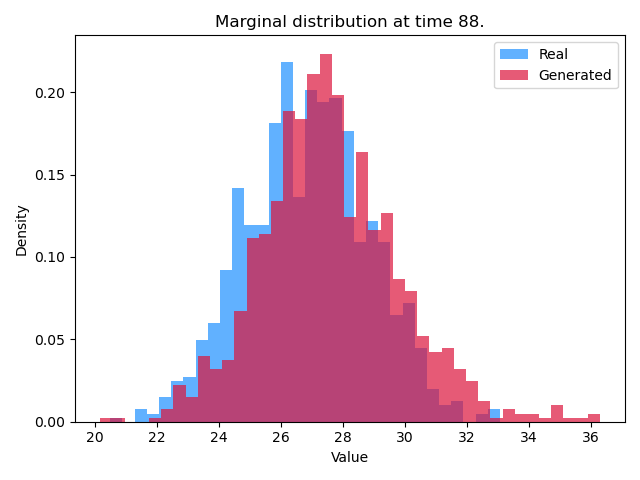 Marginal distribution at time 88.
Real
Generated
0.20
0.15
0.10
0.05
0.00
Density
20 22 24 26 28 30 32 34 36
Value